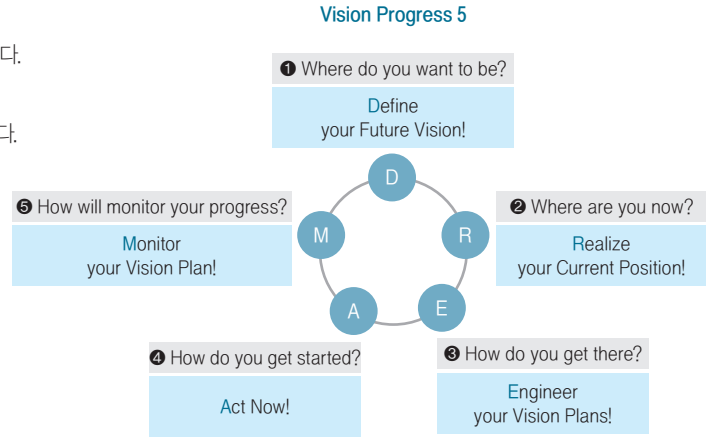 Vision Progress 5
다.
다.
❶ Where do you want to be?
Define
your Future Vision!
D
❺ How will monitor your progress?
Monitor
your Vision Plan!
M
R
❷ Where are you now?
Realize
your Current Position!
A
E
❹ How do you get started?
Act Now!
❸ How do you get there?
Engineer
your Vision Plans!